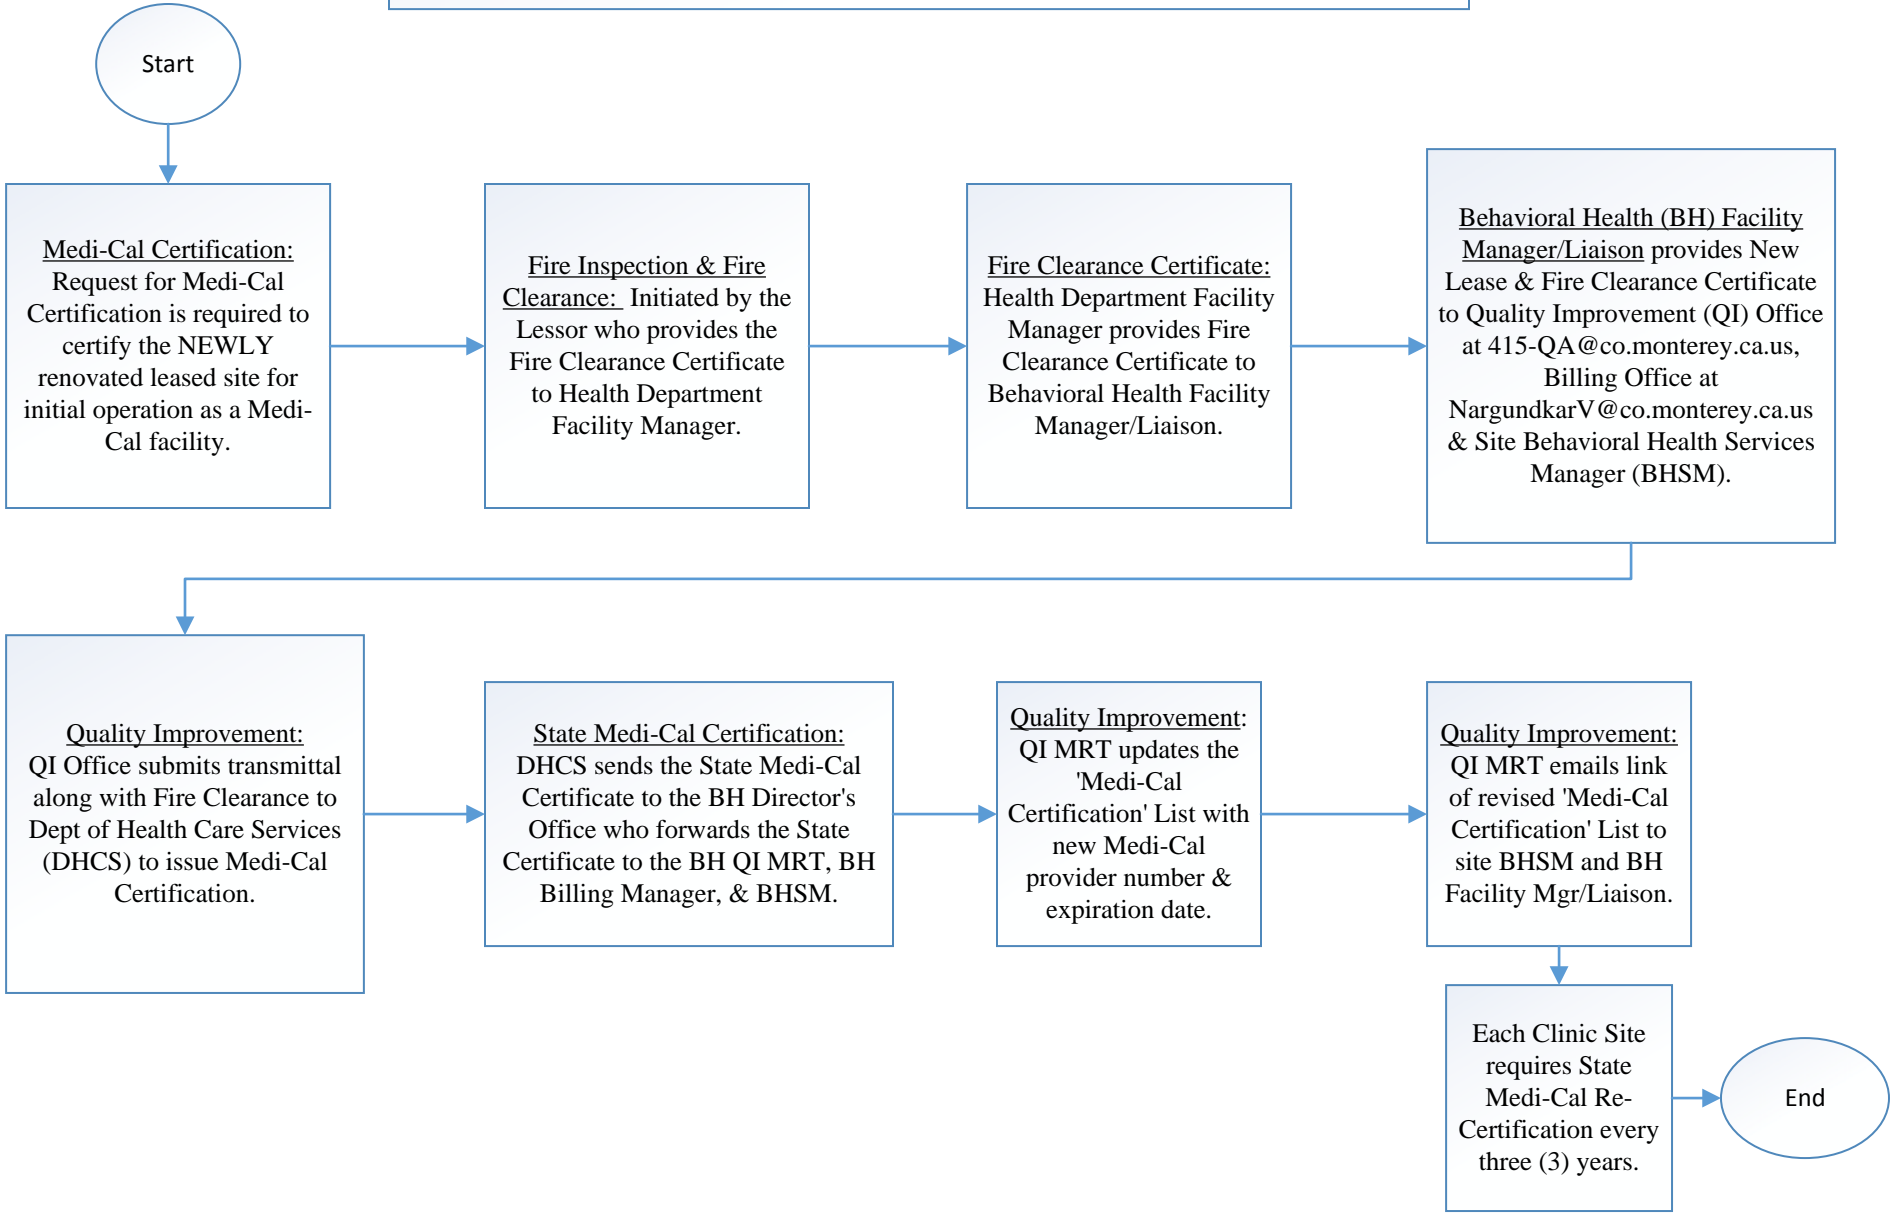 Start
Medi-Cal Certification:
Request for Medi-Cal
Certification is required to
certify the NEWLY
renovated leased site for
initial operation as a Medi-
Cal facility.
Fire Inspection & Fire
Clearance:  Initiated by the
Lessor who provides the
Fire Clearance Certificate
to Health Department
Facility Manager.
Fire Clearance Certificate:
Health Department Facility
Manager provides Fire
Clearance Certificate to
Behavioral Health Facility
Manager/Liaison.
Behavioral Health (BH) Facility
Manager/Liaison provides New
Lease & Fire Clearance Certificate
to Quality Improvement (QI) Office
at 415-QA@co.monterey.ca.us,
Billing Office at
NargundkarV@co.monterey.ca.us
& Site Behavioral Health Services
Manager (BHSM).
Quality Improvement:
QI Office submits transmittal
along with Fire Clearance to
Dept of Health Care Services
(DHCS) to issue Medi-Cal
Certification.
State Medi-Cal Certification:
DHCS sends the State Medi-Cal
Certificate to the BH Director's
Office who forwards the State
Certificate to the BH QI MRT, BH
Billing Manager, & BHSM.
Quality Improvement:
QI MRT updates the
'Medi-Cal
Certification' List with
new Medi-Cal
provider number &
expiration date.
Quality Improvement:
QI MRT emails link
of revised 'Medi-Cal
Certification' List to
site BHSM and BH
Facility Mgr/Liaison.
Each Clinic Site
requires State
Medi-Cal Re-
Certification every
three (3) years.
End